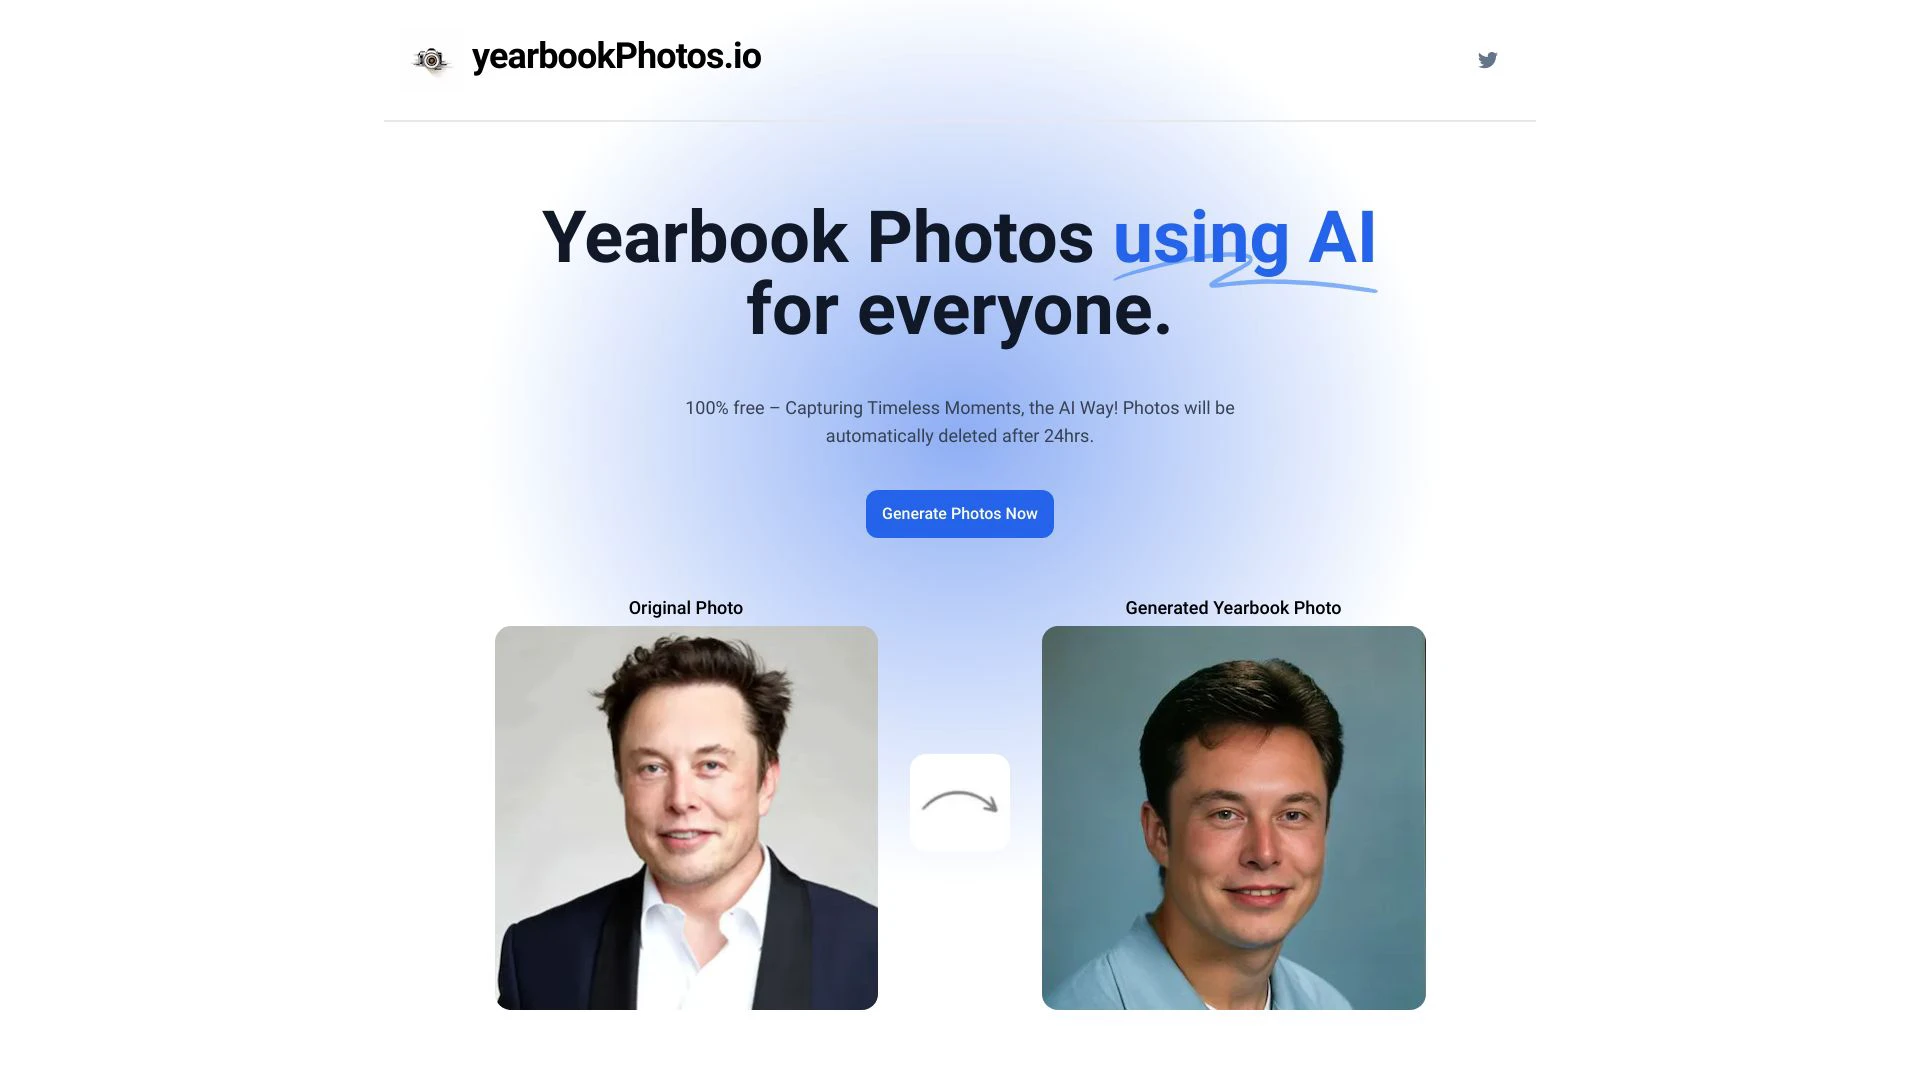 yearbookPhotos.io
Yearbook Photos using AI
for everyone.
100% free – Capturing Timeless Moments, the AI Way! Photos will be
automatically deleted after 24hrs.
Generate Photos Now
Original Photo
Generated Yearbook Photo